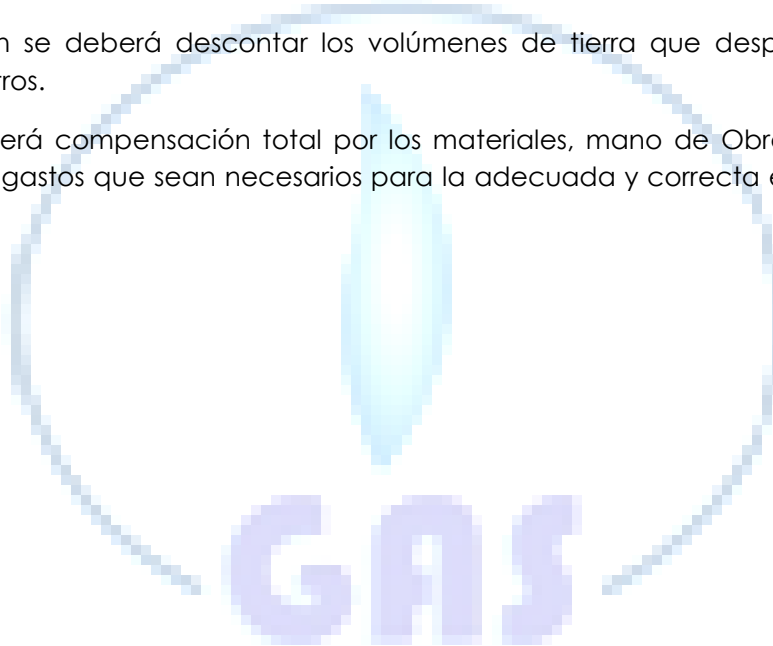 n se deberá descontar los volúmenes de tierra que desp
ros.
erá compensación total por los materiales, mano de Obr
gastos que sean necesarios para la adecuada y correcta e
GAS